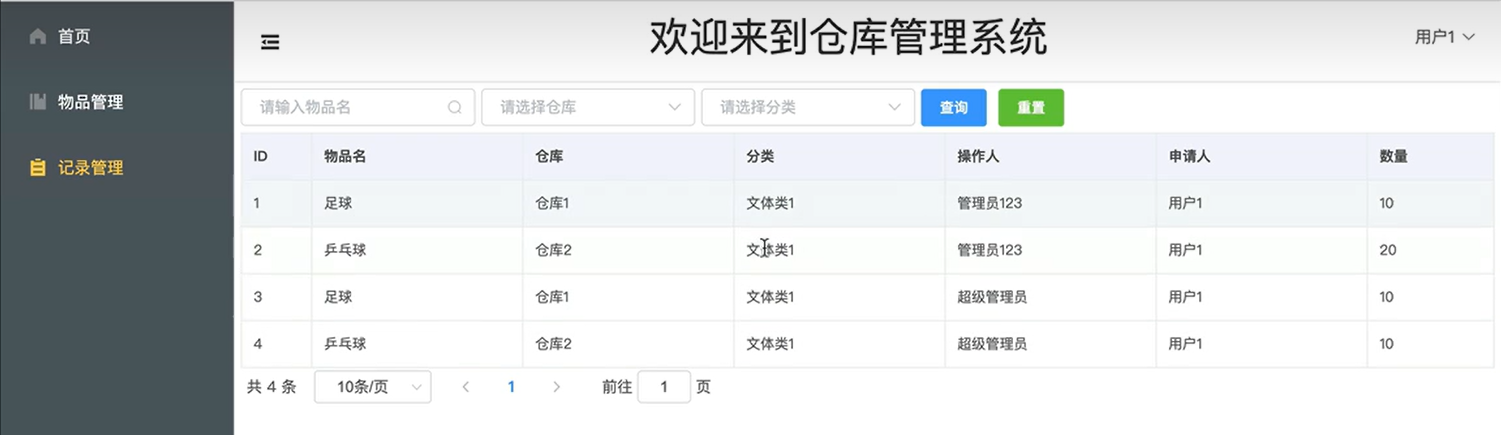 首页
物品管理
记录管理
欢迎来到仓库管理系统
用户1
请输入物品名 请选择仓库 请选择分类 查询 重置
ID 物品名 仓库 分类 操作人 申请人 数量
1 足球 仓库1 文体类1 管理员123 用户1 10
2 乒乓球 仓库2 文体类1 管理员123 用户1 20
3 足球 仓库1 文体类1 超级管理员 用户1 10
4 乒乓球 仓库2 文体类1 超级管理员 用户1 10
共 4 条 10条/页 1 前往 1 页